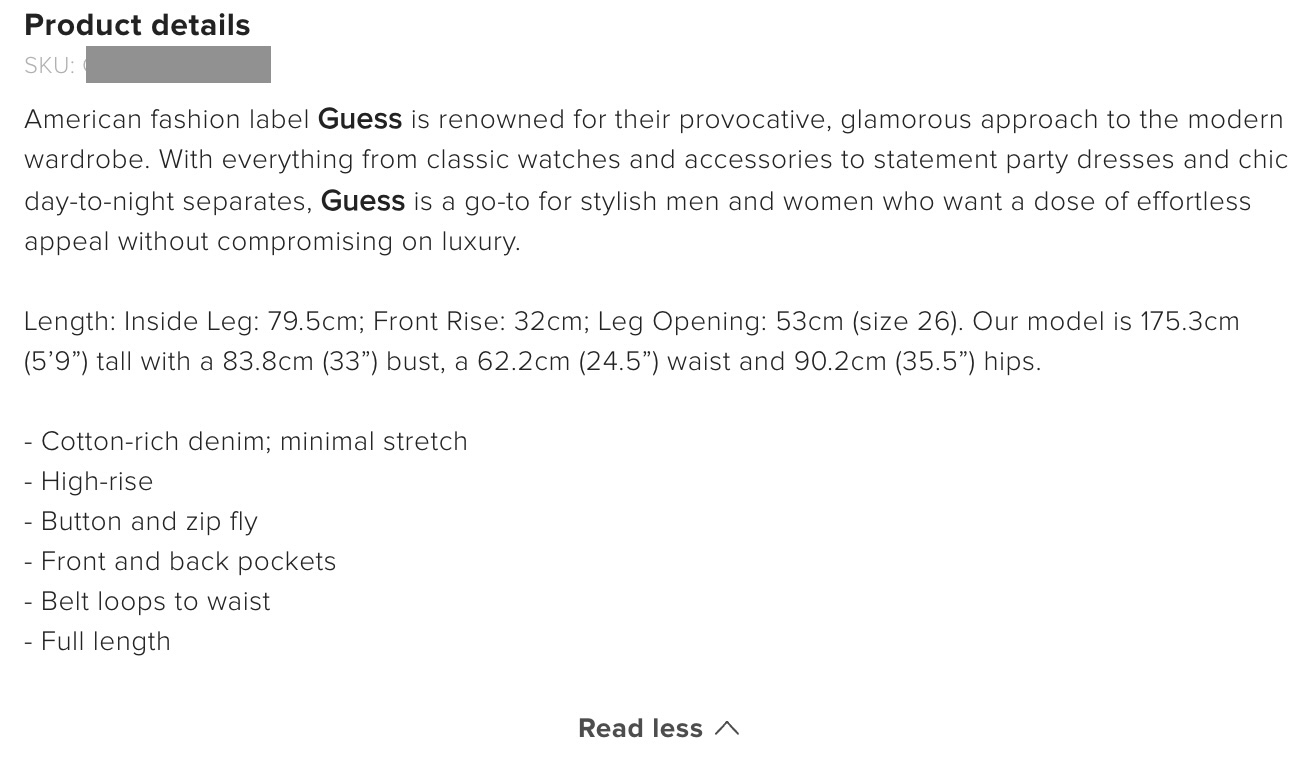 Product details
SKU:
American fashion label Guess is renowned for their provocative, glamorous approach to the modern
wardrobe. With everything from classic watches and accessories to statement party dresses and chic
day-to-night separates, Guess is a go-to for stylish men and women who want a dose of effortless
appeal without compromising on luxury.
Length: Inside Leg: 79.5cm; Front Rise: 32cm; Leg Opening: 53cm (size 26). Our model is 175.3cm
(5’9”) tall with a 83.8cm (33”) bust, a 62.2cm (24.5”) waist and 90.2cm (35.5”) hips.
- Cotton-rich denim; minimal stretch
- High-rise
- Button and zip fly
- Front and back pockets
- Belt loops to waist
- Full length
Read less